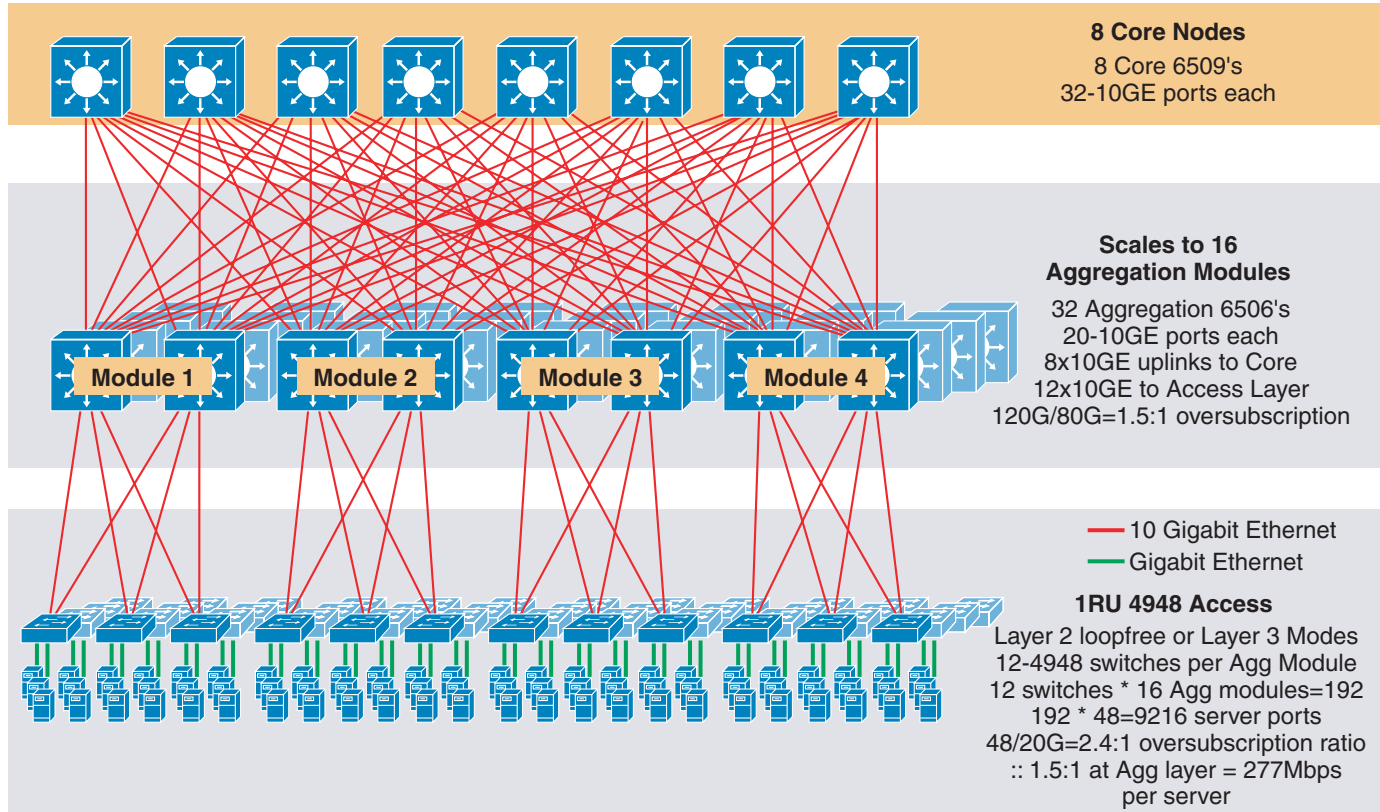 8 Core Nodes
8 Core 6509's
32-10GE ports each
Scales to 16
Aggregation Modules
32 Aggregation 6506's
20-10GE ports each
8x10GE uplinks to Core
12x10GE to Access Layer
120G/80G=1.5:1 oversubscription
Module 1
Module 2
Module 3
Module 4
10 Gigabit Ethernet
Gigabit Ethernet
1RU 4948 Access
Layer 2 loopfree or Layer 3 Modes
12-4948 switches per Agg Module
12 switches * 16 Agg modules=192
192 * 48=9216 server ports
48/20G=2.4:1 oversubscription ratio
:: 1.5:1 at Agg layer = 277Mbps
per server